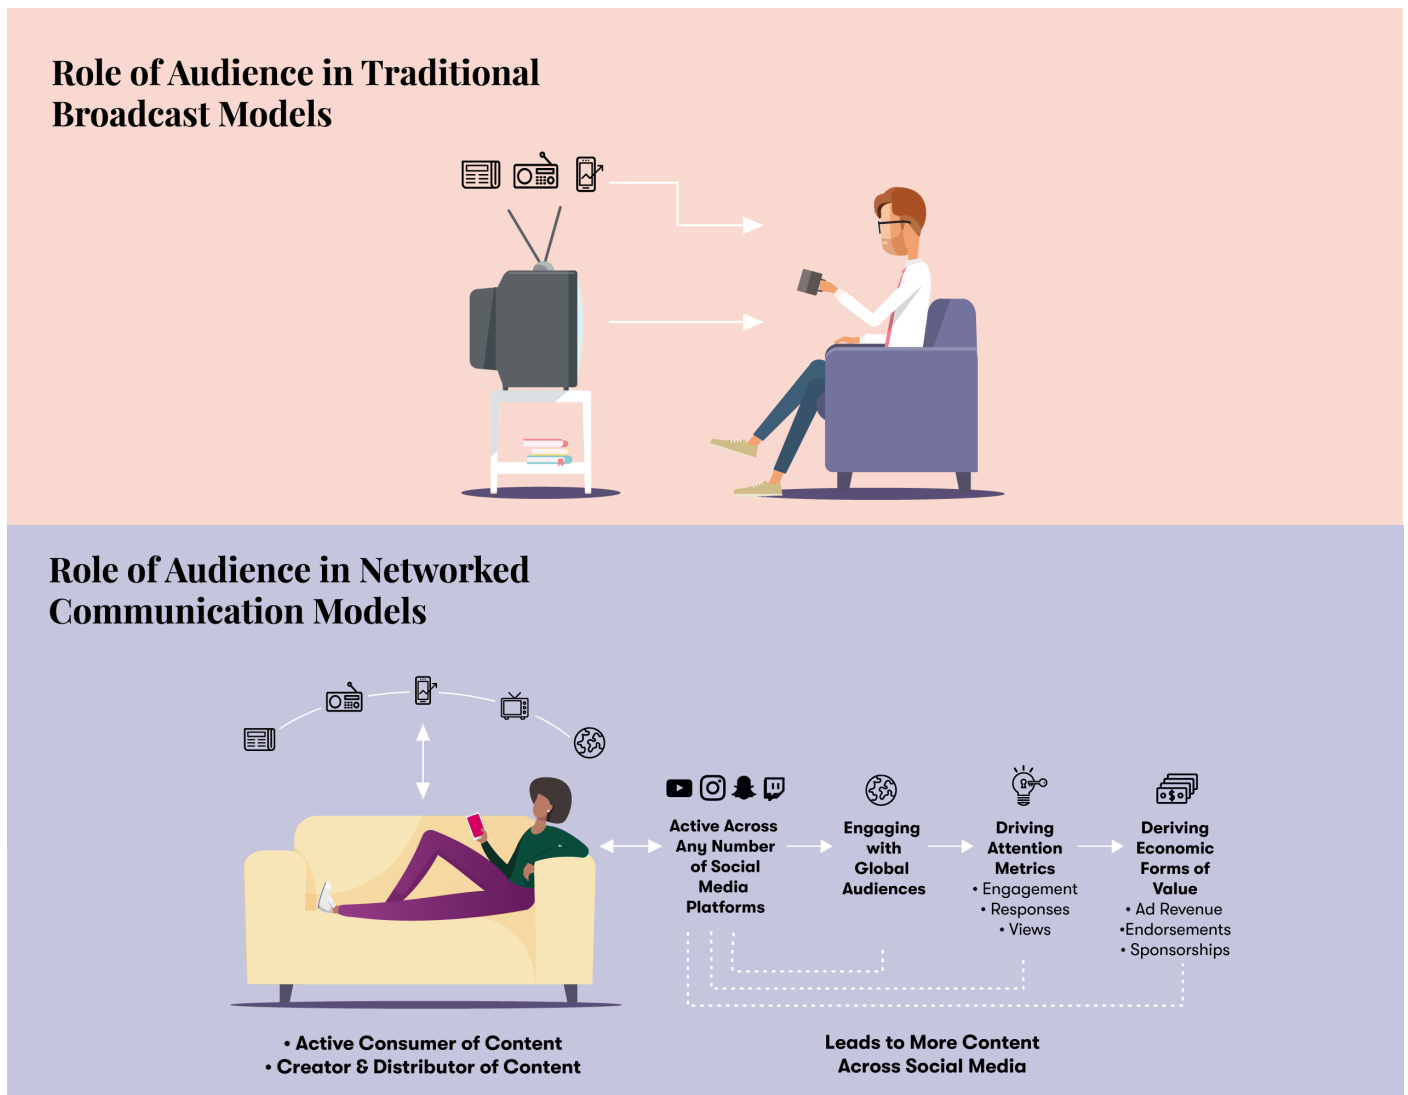 Role of Audience in Traditional
Broadcast Models
Role of Audience in Networked
Communication Models
Active Across
Any Number
of Social
Media
Platforms
Engaging
with
Global
Audiences
Driving
Attention
Metrics
• Engagement
• Responses
• Views
Deriving
Economic
Forms of
Value
• Ad Revenue
•Endorsements
• Sponsorships
• Active Consumer of Content
• Creator & Distributor of Content
Leads to More Content
Across Social Media